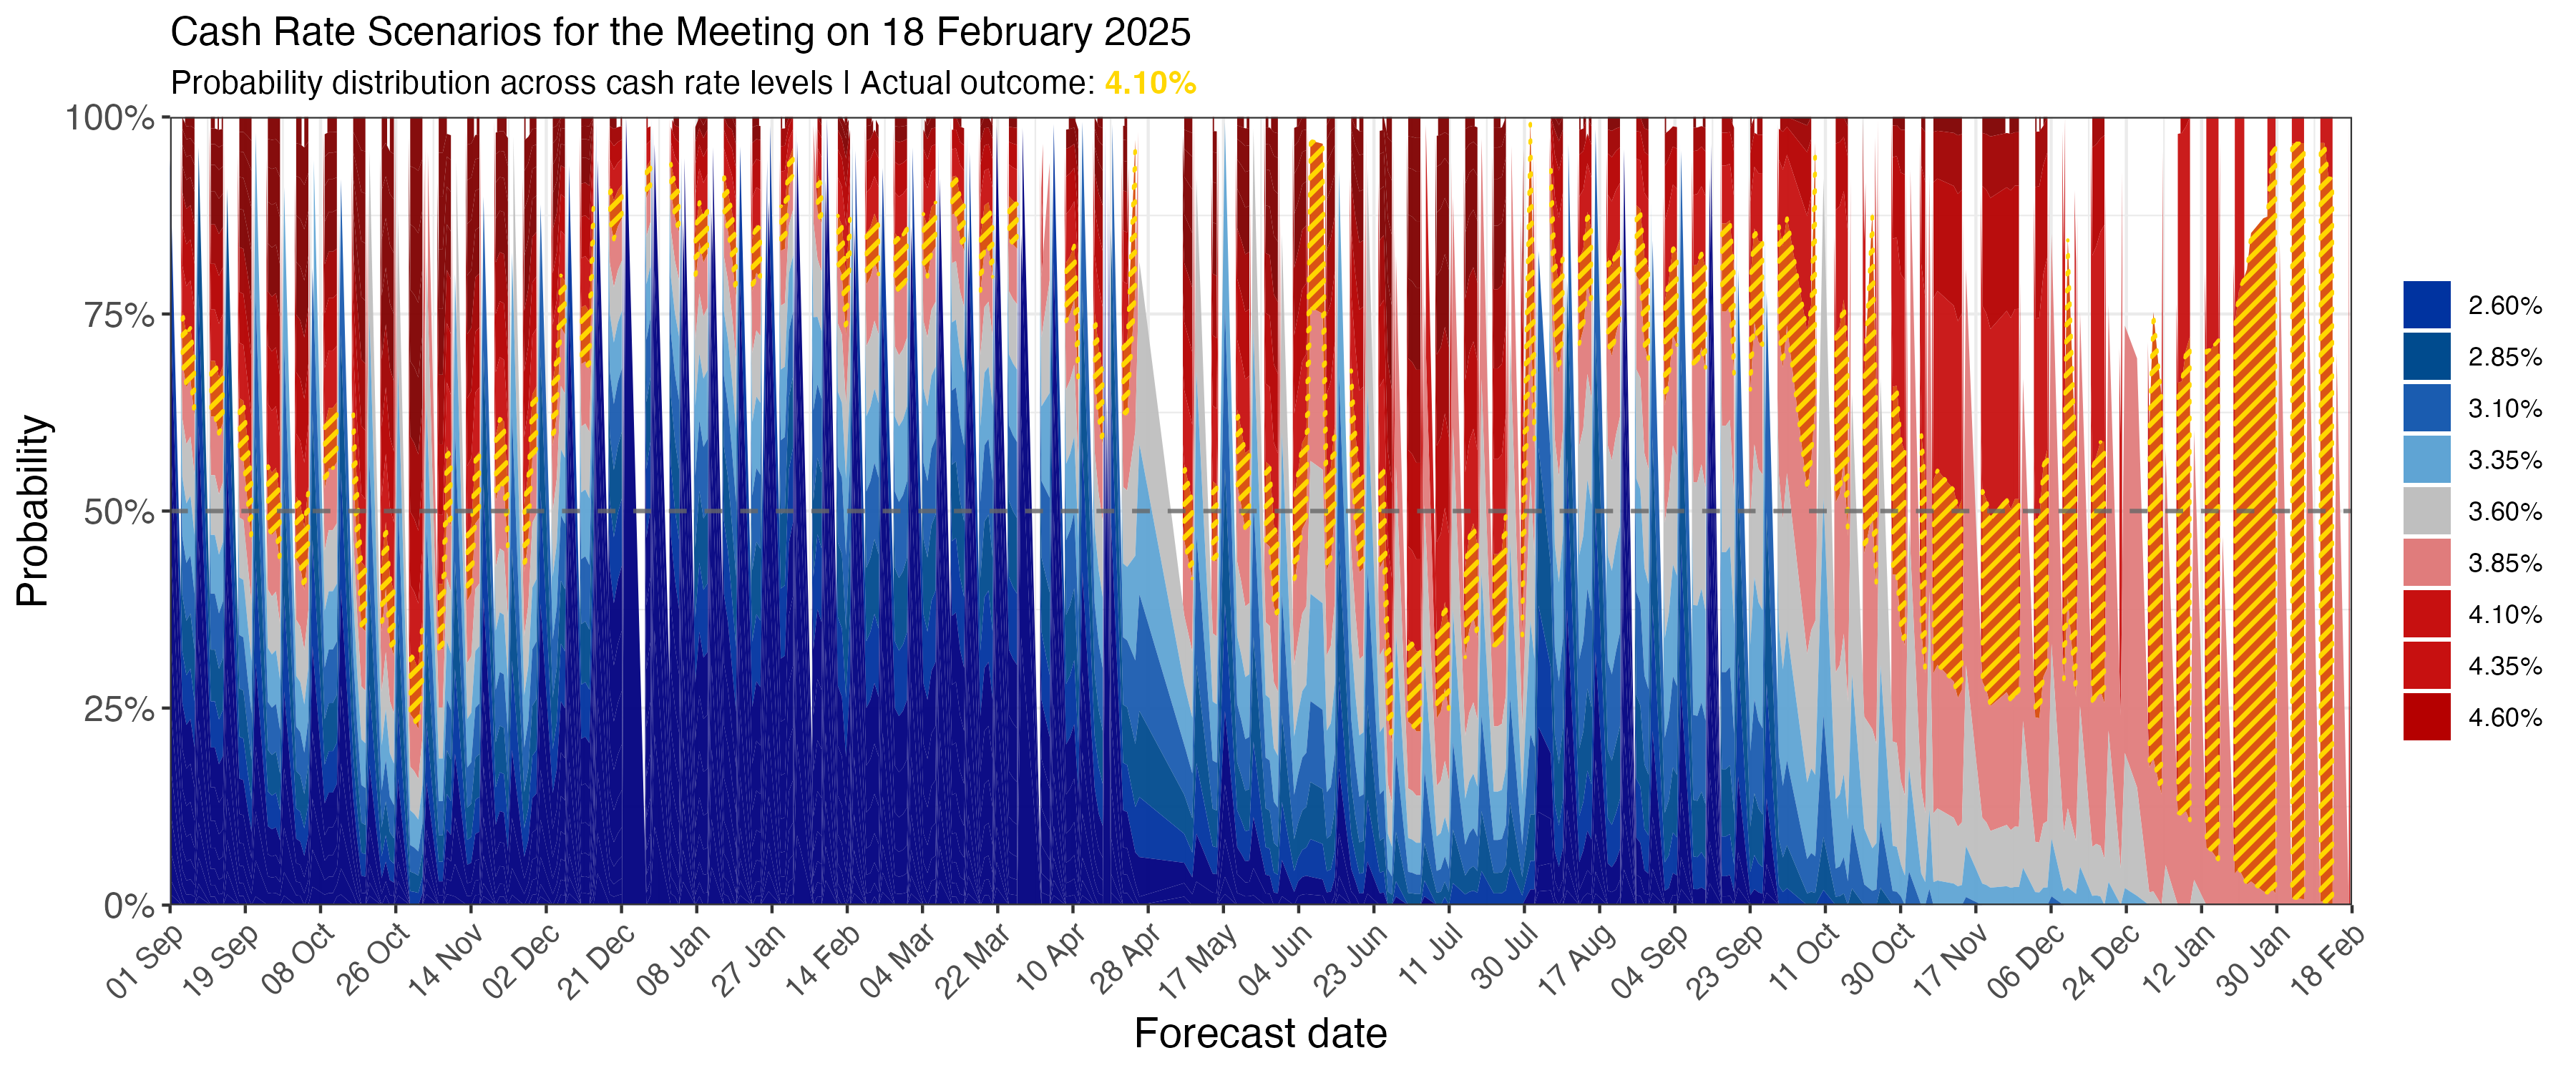 Cash Rate Scenarios for the Meeting on 18 February 2025
Probability distribution across cash rate levels | Actual outcome: 4.10%
Probability
100%
75%
50%
25%
0%
01 Sep
19 Sep
08 Oct
26 Oct
14 Nov
02 Dec
21 Dec
08 Jan
27 Jan
14 Feb
04 Mar
22 Mar
10 Apr
28 Apr
17 May
04 Jun
23 Jun
11 Jul
30 Jul
17 Aug
04 Sep
23 Sep
11 Oct
30 Oct
17 Nov
06 Dec
24 Dec
12 Jan
30 Jan
18 Feb
Forecast date
2.60%
2.85%
3.10%
3.35%
3.60%
3.85%
4.10%
4.35%
4.60%